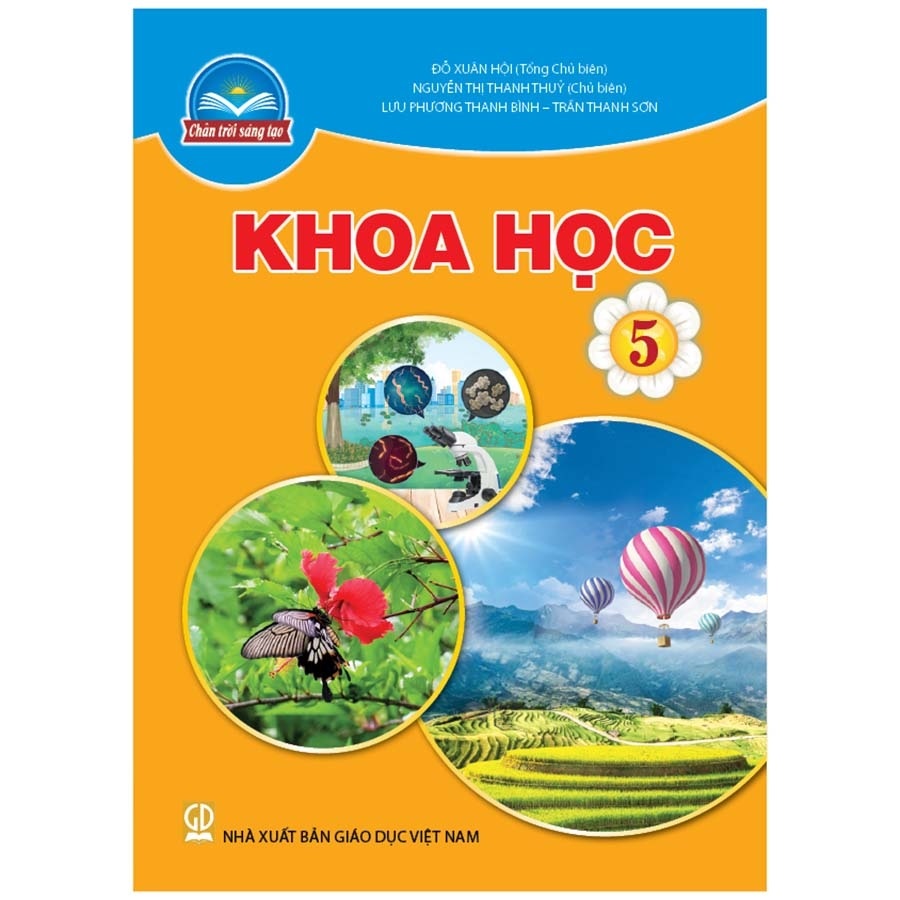 ĐỖ XUÂN HỘI (Tổng Chủ biên)
NGUYỄN THỊ THANH THUỶ (Chủ biên)
LƯU PHƯƠNG THANH BÌNH – TRẦN THANH SƠN
Chân trời sáng tạo
KHOA HỌC
5
GD
NHÀ XUẤT BẢN GIÁO DỤC VIỆT NAM